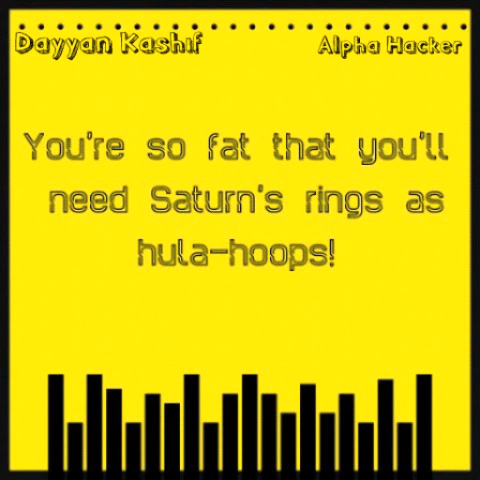 Dayyan Kashif
Alpha Hacker
You're so fat that you'll
need Saturn's rings as
hula-hoops!